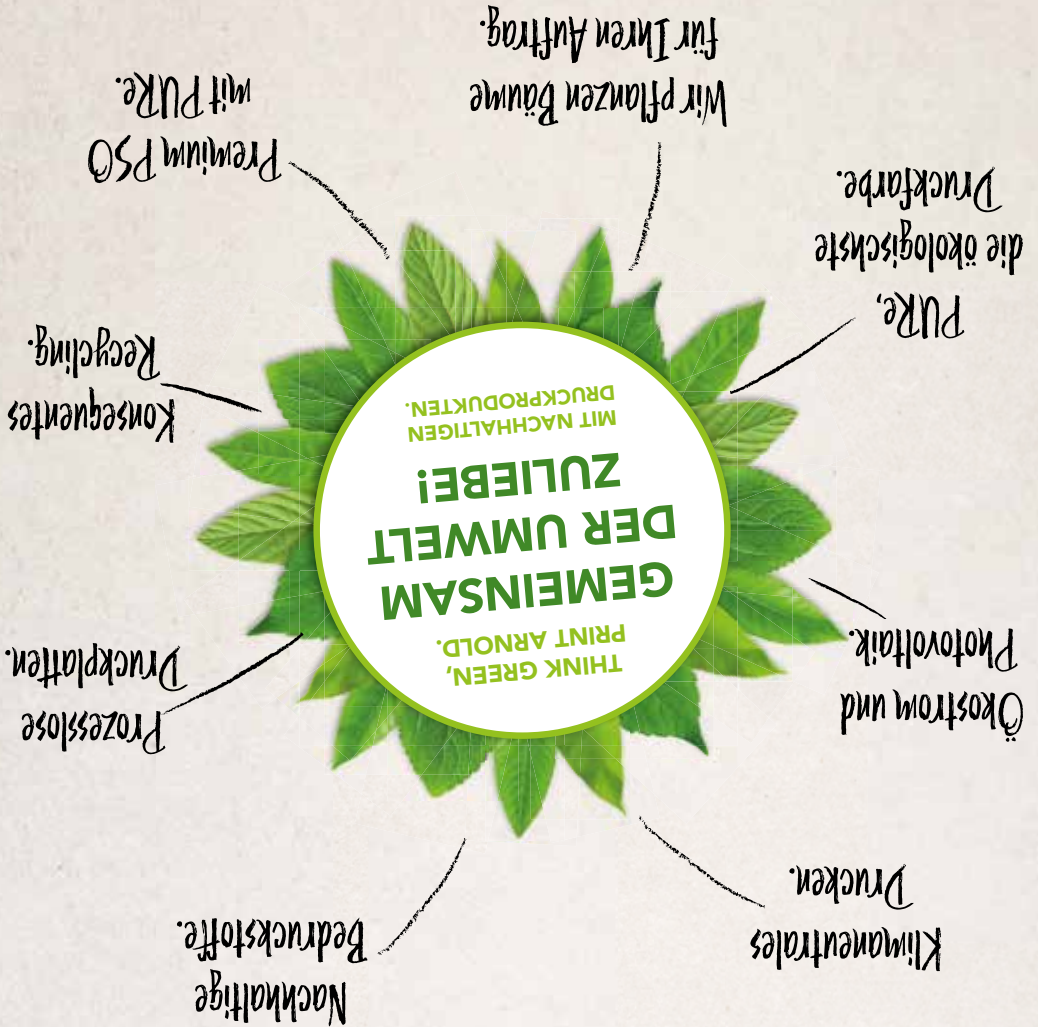 THINK GREEN,
PRINT ARNOLD.
GEMEINSAM
DER UMWELT
ZULIEBE!
MIT NACHHALTIGEN
DRUCKPRODUKTEN.
Klimaneutrales
Drucken.
Nachhaltige
Bedruckstoffe.
Ökostrom und
Photovoltaik.
Prozesslose
Druckplatten.
PURe,
die ökologischste
Druckfarbe.
Konsequentes
Recycling.
Wir pflanzen Bäume
für Ihren Auftrag.
Premium PSO
mit PURe.